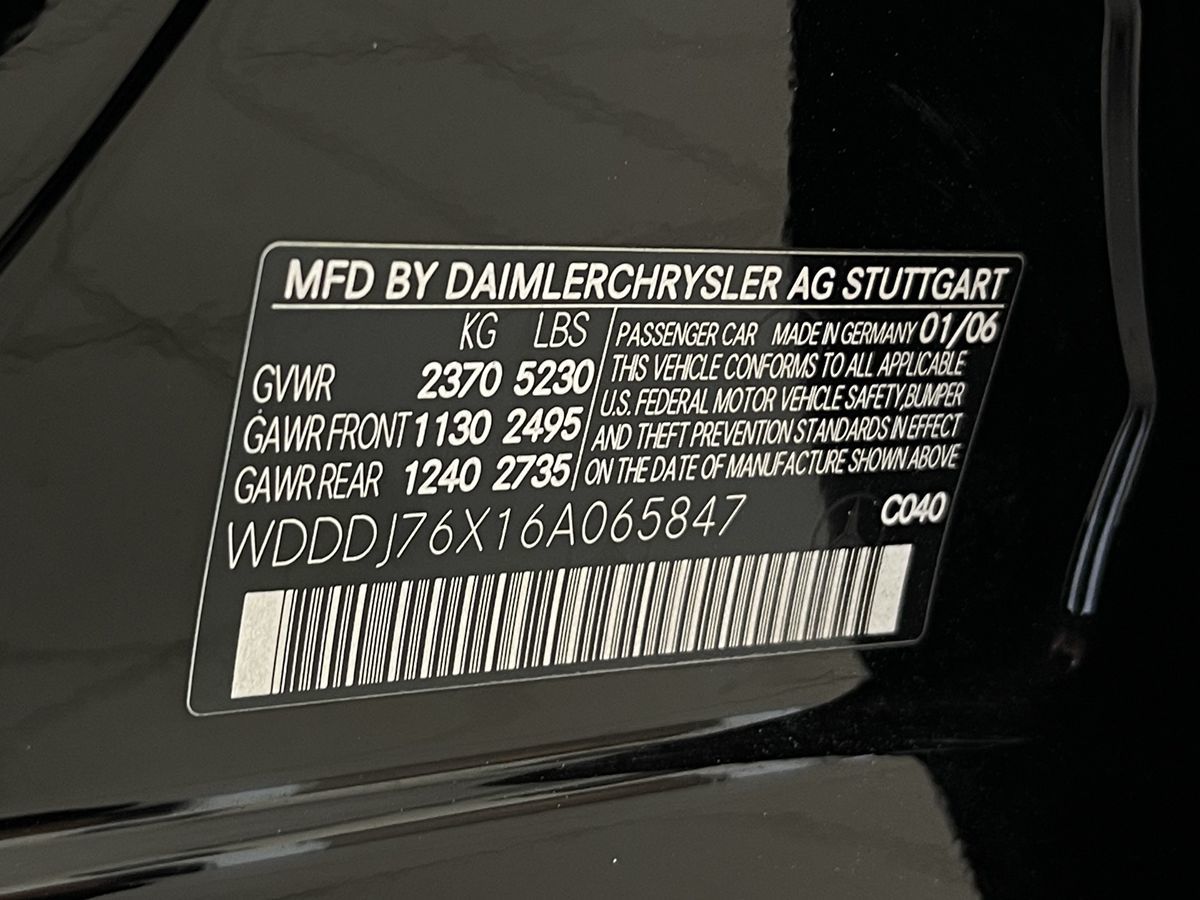 MFD BY DAIMLERCHRYSLER AG STUTTGART
KG LBS
GVWR 2370 5230
GAWR FRONT 1130 2495
GAWR REAR 1240 2735
PASSENGER CAR MADE IN GERMANY 01/06
THIS VEHICLE CONFORMS TO ALL APPLICABLE
U.S. FEDERAL MOTOR VEHICLE SAFETY,BUMPER
AND THEFT PREVENTION STANDARDS IN EFFECT
ON THE DATE OF MANUFACTURE SHOWN ABOVE
WDDDJ76X16A065847
C040